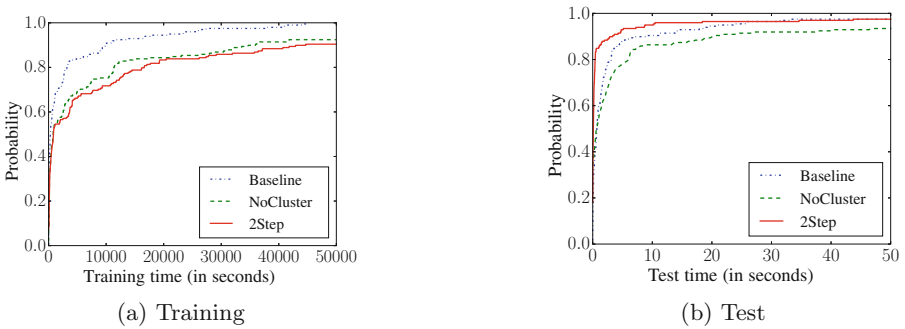 1.0
0.8
0.6
0.4
0.2
0.0
Probability
0 10000 20000 30000 40000 50000
Training time (in seconds)
Baseline
NoCluster
2Step
(a) Training
1.0
0.8
0.6
0.4
0.2
0.0
Probability
0 10 20 30 40 50
Test time (in seconds)
Baseline
NoCluster
2Step
(b) Test